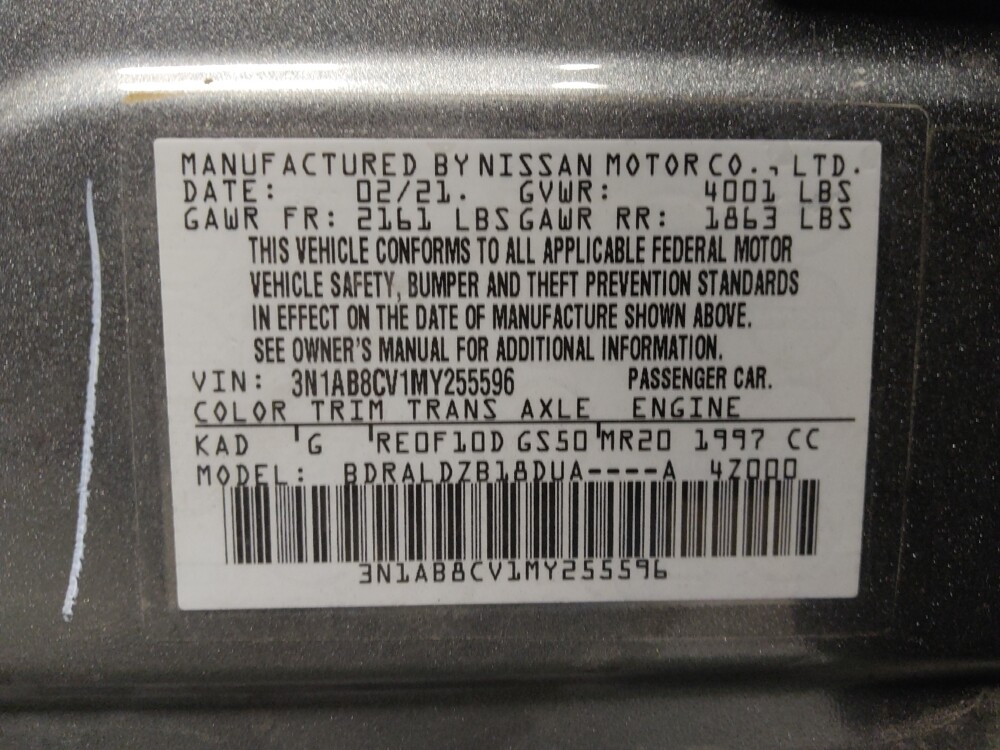 MANUFACTURED BY NISSAN MOTOR CO., LTD.
DATE: 02/21. GVWR: 4001 LBS
GAWR FR: 2161 LBS GAWR RR: 1863 LBS
THIS VEHICLE CONFORMS TO ALL APPLICABLE FEDERAL MOTOR
VEHICLE SAFETY, BUMPER AND THEFT PREVENTION STANDARDS
IN EFFECT ON THE DATE OF MANUFACTURE SHOWN ABOVE.
SEE OWNER'S MANUAL FOR ADDITIONAL INFORMATION.
VIN: 3N1AB8CV1MY255596 PASSENGER CAR.
COLOR TRIM TRANS AXLE ENGINE
KAD G RE0F10D GS50 MR20 1997 CC
MODEL: BDRALDZB18DUA----A 4Z000
3N1AB8CV1MY255596